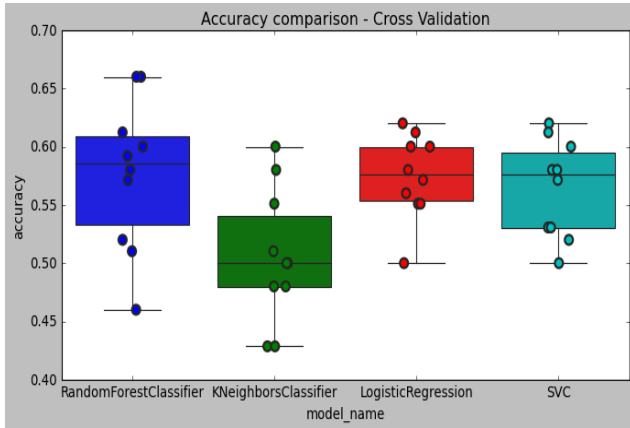 Accuracy comparison - Cross Validation
0.70
0.65
0.60
0.55
0.50
0.45
0.40
accuracy
RandomForestClassifier KNeighborsClassifier LogisticRegression SVC
model_name